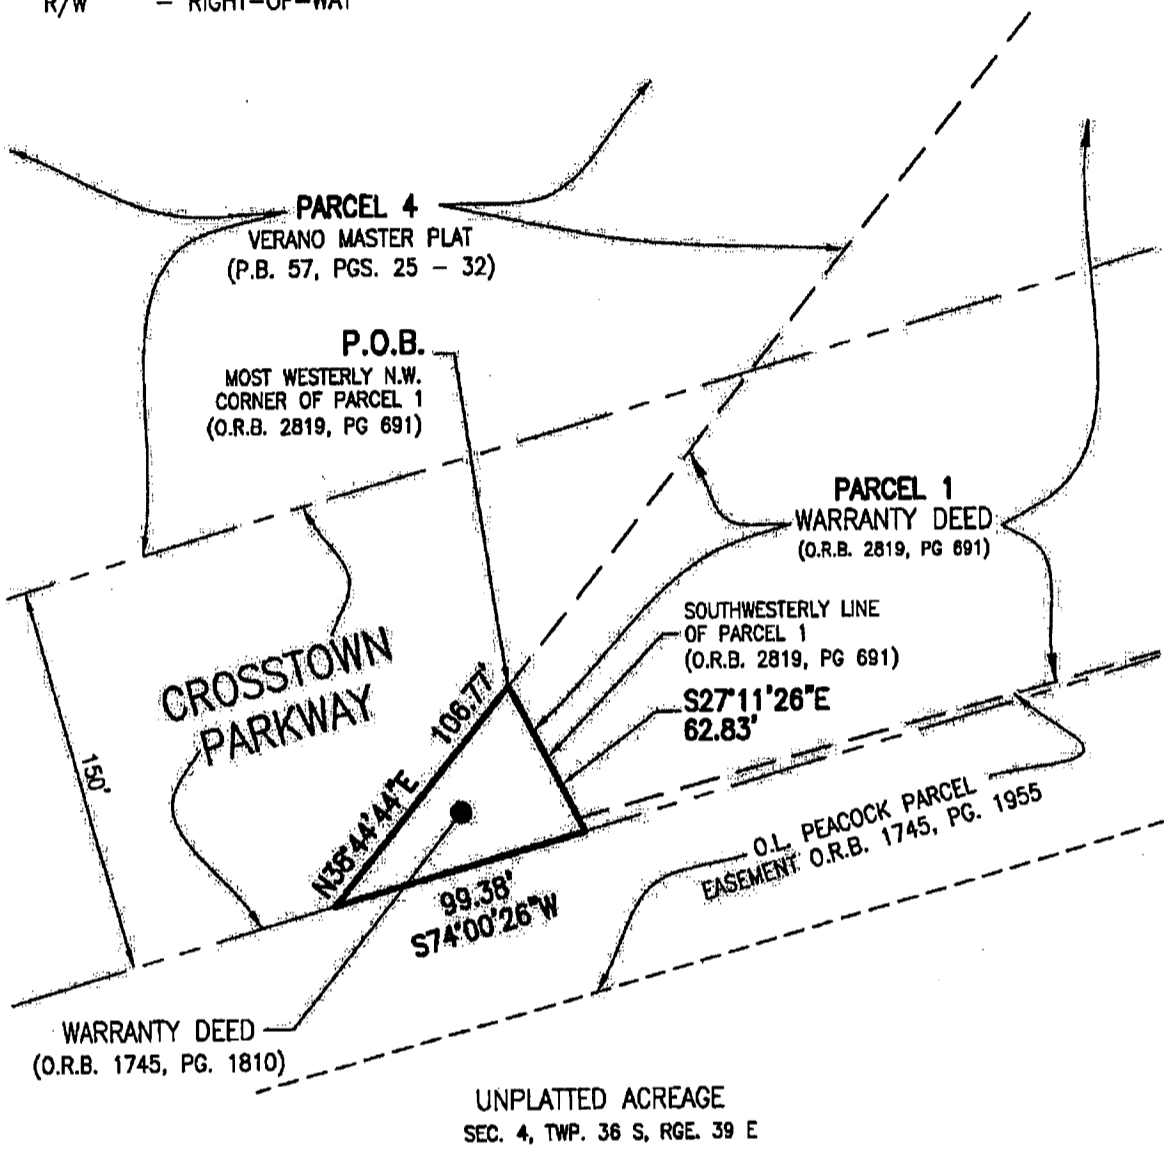 R/W – RIGHT-OF-WAY
PARCEL 4
VERANO MASTER PLAT
(P.B. 57, PGS. 25 – 32)
P.O.B.
MOST WESTERLY N.W.
CORNER OF PARCEL 1
(O.R.B. 2819, PG 691)
PARCEL 1
WARRANTY DEED
(O.R.B. 2819, PG 691)
SOUTHWESTERLY LINE
OF PARCEL 1
(O.R.B. 2819, PG 691)
S27°11'26"E
62.83'
CROSSTOWN
PARKWAY
150'
106.77'
N38°44'44"E
99.38'
S74°00'26"W
O.L. PEACOCK PARCEL
EASEMENT O.R.B. 1745, PG. 1955
WARRANTY DEED
(O.R.B. 1745, PG. 1810)
UNPLATTED ACREAGE
SEC. 4, TWP. 36 S, RGE. 39 E